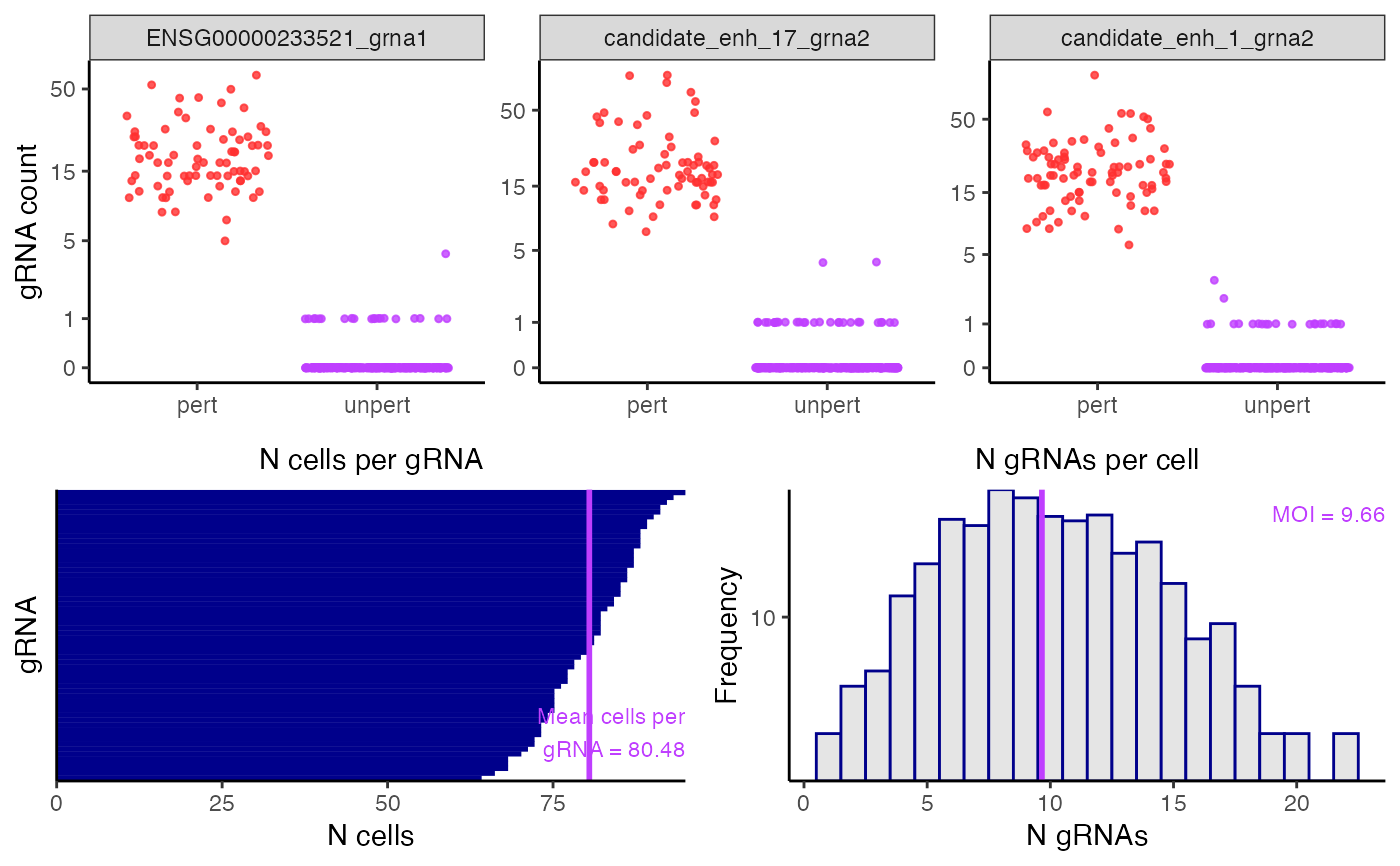 ENSG00000233521_grna1
candidate_enh_17_grna2
candidate_enh_1_grna2
gRNA count
50
15
5
1
0
50
15
5
1
0
50
15
5
1
0
pert
unpert
pert
unpert
pert
unpert
N cells per gRNA
gRNA
Mean cells per
gRNA = 80.48
0
25
50
75
N cells
N gRNAs per cell
MOI = 9.66
Frequency
10
0
5
10
15
20
N gRNAs